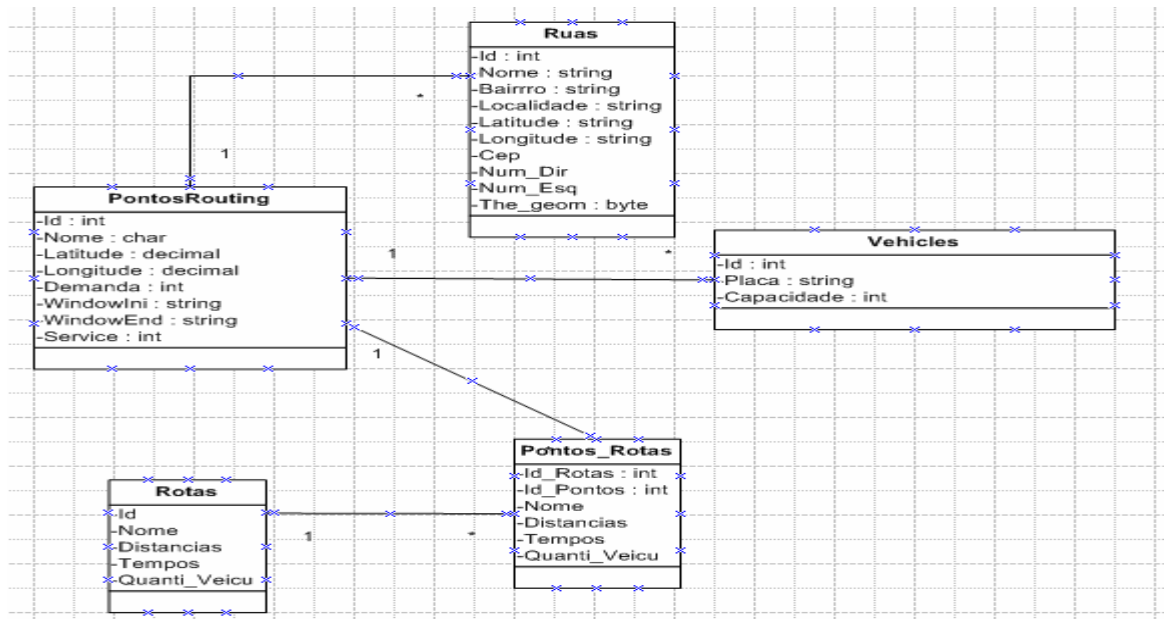 Ruas
-Id : int
-Nome : string
-Bairrro : string
-Localidade : string
-Latitude : string
-Longitude : string
-Cep
-Num_Dir
-Num_Esq
-The_geom : byte
*
1
PontosRouting
-Id : int
-Nome : char
-Latitude : decimal
-Longitude : decimal
-Demanda : int
-WindowIni : string
-WindowEnd : string
-Service : int
1
*
Vehicles
-Id : int
-Placa : string
-Capacidade : int
1
*
Pontos_Rotas
-Id_Rotas : int
-Id_Pontos : int
-Nome
-Distancias
-Tempos
-Quanti_Veicu
Rotas
-Id
-Nome
-Distancias
-Tempos
-Quanti_Veicu
1
*